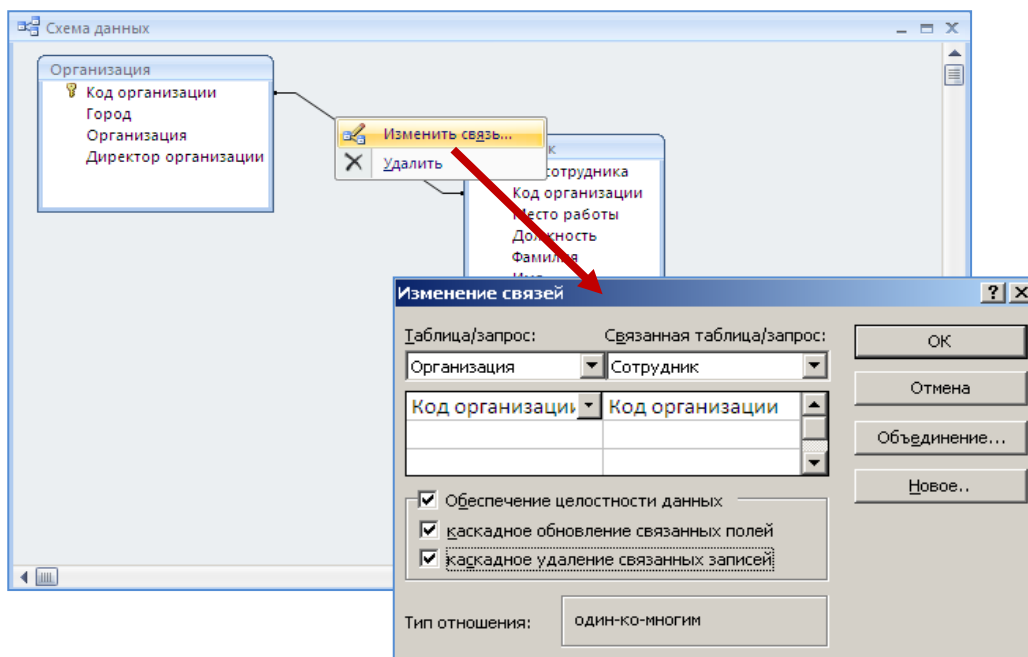 Схема данных
Организация
Код организации
Город
Организация
Директор организации
Изменить связь...
Удалить
к
сотрудника
Код организации
Место работы
Должность
Фамилия
Изменение связей
Таблица/запрос:
Связанная таблица/запрос:
Организация
Сотрудник
Код организации
Код организации
Обеспечение целостности данных
каскадное обновление связанных полей
каскадное удаление связанных записей
Тип отношения:
один-ко-многим
ОК
Отмена
Объединение...
Новое..